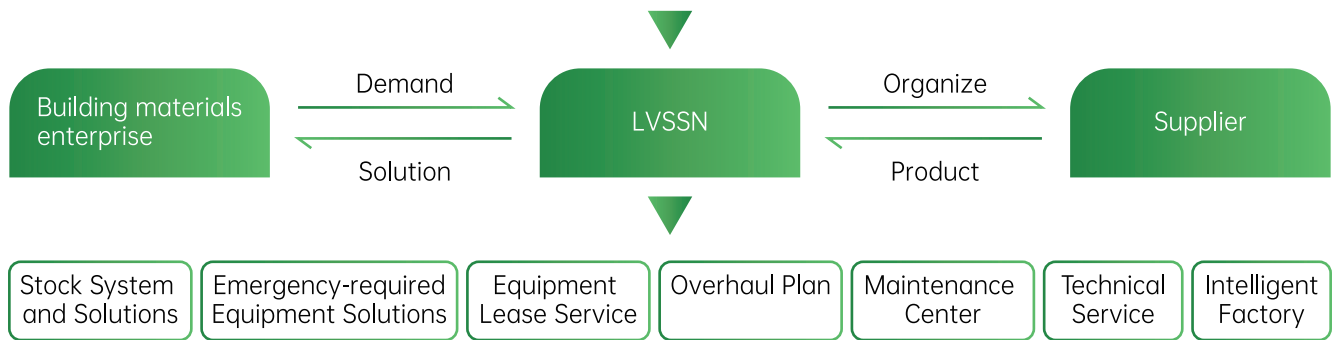 Building materials
enterprise
Demand
Solution
LVSSN
Organize
Product
Supplier
Stock System
and Solutions
Emergency-required
Equipment Solutions
Equipment
Lease Service
Overhaul Plan
Maintenance
Center
Technical
Service
Intelligent
Factory